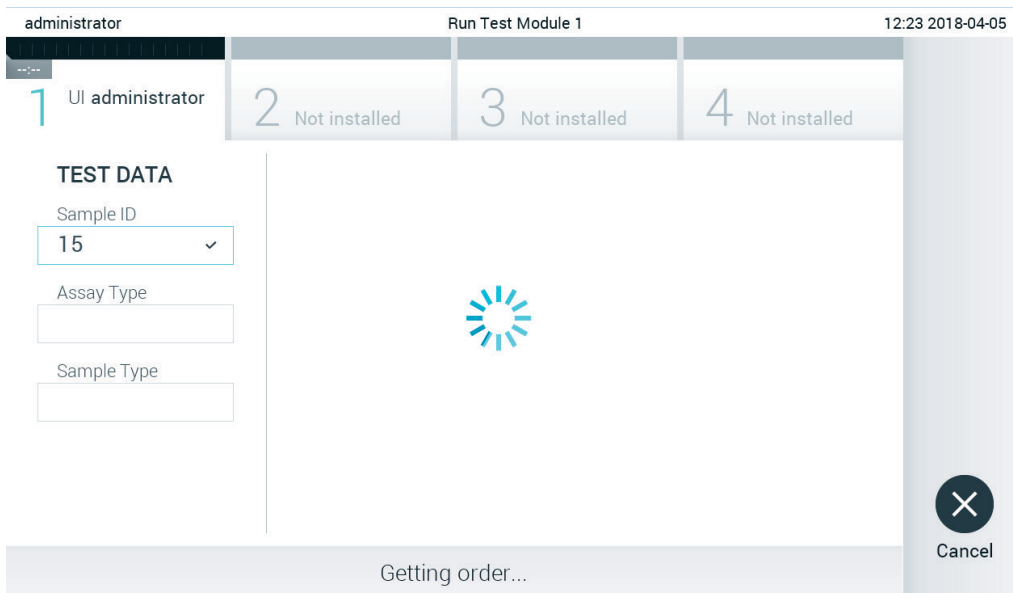 administrator Run Test Module 1 12:23 2018-04-05
--:--
1 UI administrator 2 Not installed 3 Not installed 4 Not installed
TEST DATA
Sample ID
15
Assay Type
Sample Type
Cancel
Getting order...